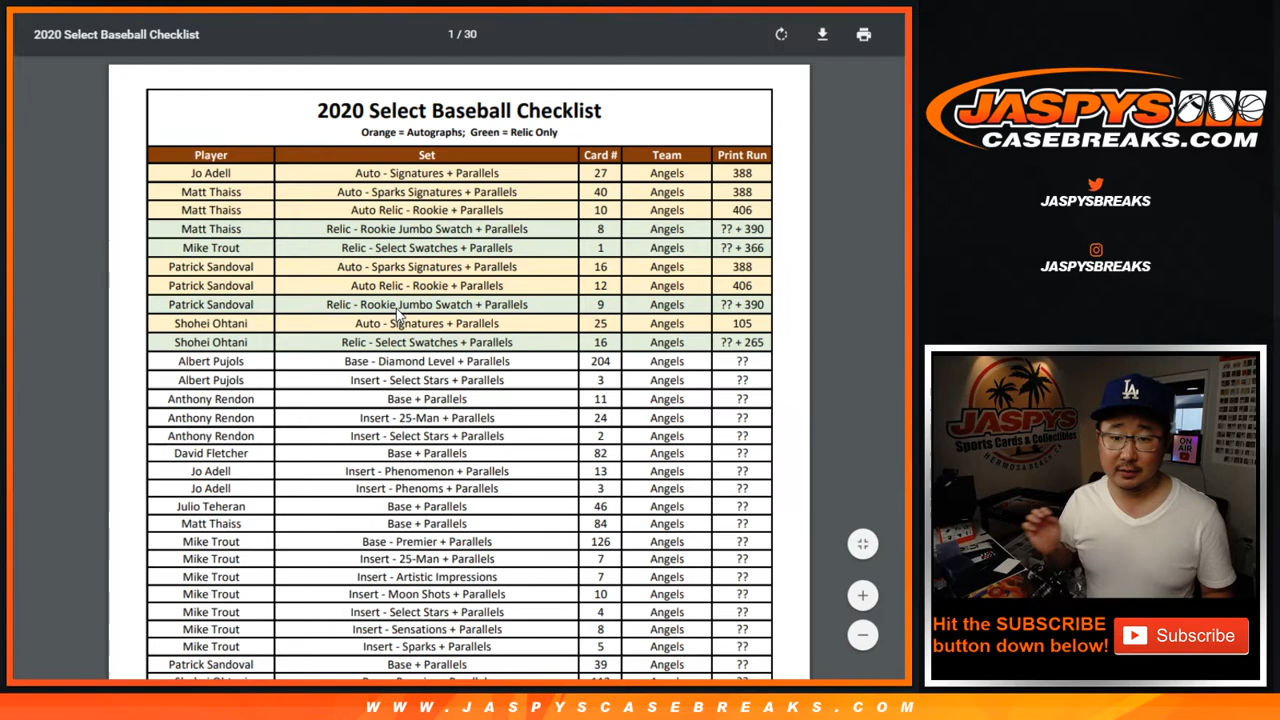 2020 Select Baseball Checklist
1 / 30
2020 Select Baseball Checklist
Orange = Autographs; Green = Relic Only
Player Set Card # Team Print Run
Jo Adell Auto - Signatures + Parallels 27 Angels 388
Matt Thaiss Auto - Sparks Signatures + Parallels 40 Angels 388
Matt Thaiss Auto Relic - Rookie + Parallels 10 Angels 406
Matt Thaiss Relic - Rookie Jumbo Swatch + Parallels 8 Angels ?? + 390
Mike Trout Relic - Select Swatches + Parallels 1 Angels ?? + 366
Patrick Sandoval Auto - Sparks Signatures + Parallels 16 Angels 388
Patrick Sandoval Auto Relic - Rookie + Parallels 12 Angels 406
Patrick Sandoval Relic - Rookie Jumbo Swatch + Parallels 9 Angels ?? + 390
Shohei Ohtani Auto - Signatures + Parallels 25 Angels 105
Shohei Ohtani Relic - Select Swatches + Parallels 16 Angels ?? + 265
Albert Pujols Base - Diamond Level + Parallels 204 Angels ??
Albert Pujols Insert - Select Stars + Parallels 3 Angels ??
Anthony Rendon Base + Parallels 11 Angels ??
Anthony Rendon Insert - 25-Man + Parallels 24 Angels ??
Anthony Rendon Insert - Select Stars + Parallels 2 Angels ??
David Fletcher Base + Parallels 82 Angels ??
Jo Adell Insert - Phenomenon + Parallels 13 Angels ??
Jo Adell Insert - Phenoms + Parallels 3 Angels ??
Julio Teheran Base + Parallels 46 Angels ??
Matt Thaiss Base + Parallels 84 Angels ??
Mike Trout Base - Premier + Parallels 126 Angels ??
Mike Trout Insert - 25-Man + Parallels 7 Angels ??
Mike Trout Insert - Artistic Impressions 7 Angels ??
Mike Trout Insert - Moon Shots + Parallels 10 Angels ??
Mike Trout Insert - Select Stars + Parallels 4 Angels ??
Mike Trout Insert - Sensations + Parallels 8 Angels ??
Mike Trout Insert - Sparks + Parallels 5 Angels ??
Patrick Sandoval Base + Parallels 39 Angels ??
JASPYS
CASEBREAKS.COM
JASPYSBREAKS
JASPYSBREAKS
JASPYS
Sports Cards & Collectibles
HERMOSA BEACH
LA
ON
AIR
Hit the SUBSCRIBE
button down below!
Subscribe
WWW.JASPYSCASEBREAKS.COM